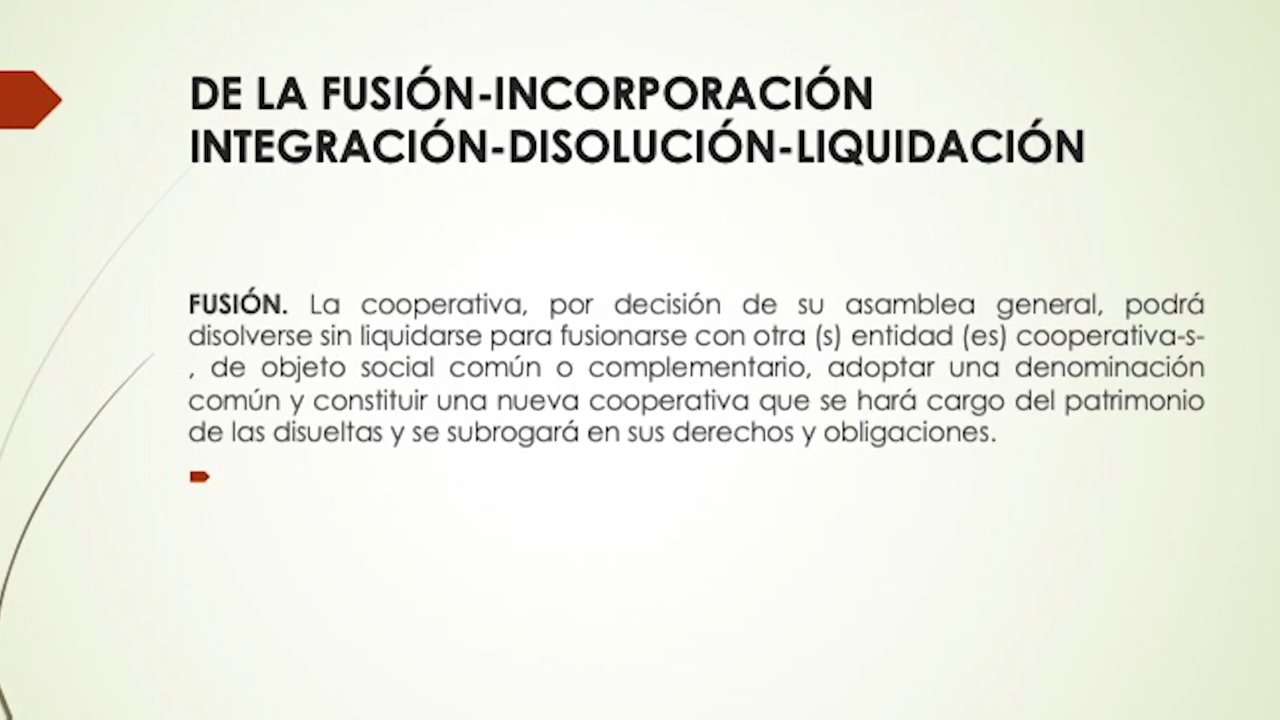 DE LA FUSIÓN-INCORPORACIÓN
INTEGRACIÓN-DISOLUCIÓN-LIQUIDACIÓN
FUSIÓN. La cooperativa, por decisión de su asamblea general, podrá
disolverse sin liquidarse para fusionarse con otra (s) entidad (es) cooperativa-s-
, de objeto social común o complementario, adoptar una denominación
común y constituir una nueva cooperativa que se hará cargo del patrimonio
de las disueltas y se subrogará en sus derechos y obligaciones.